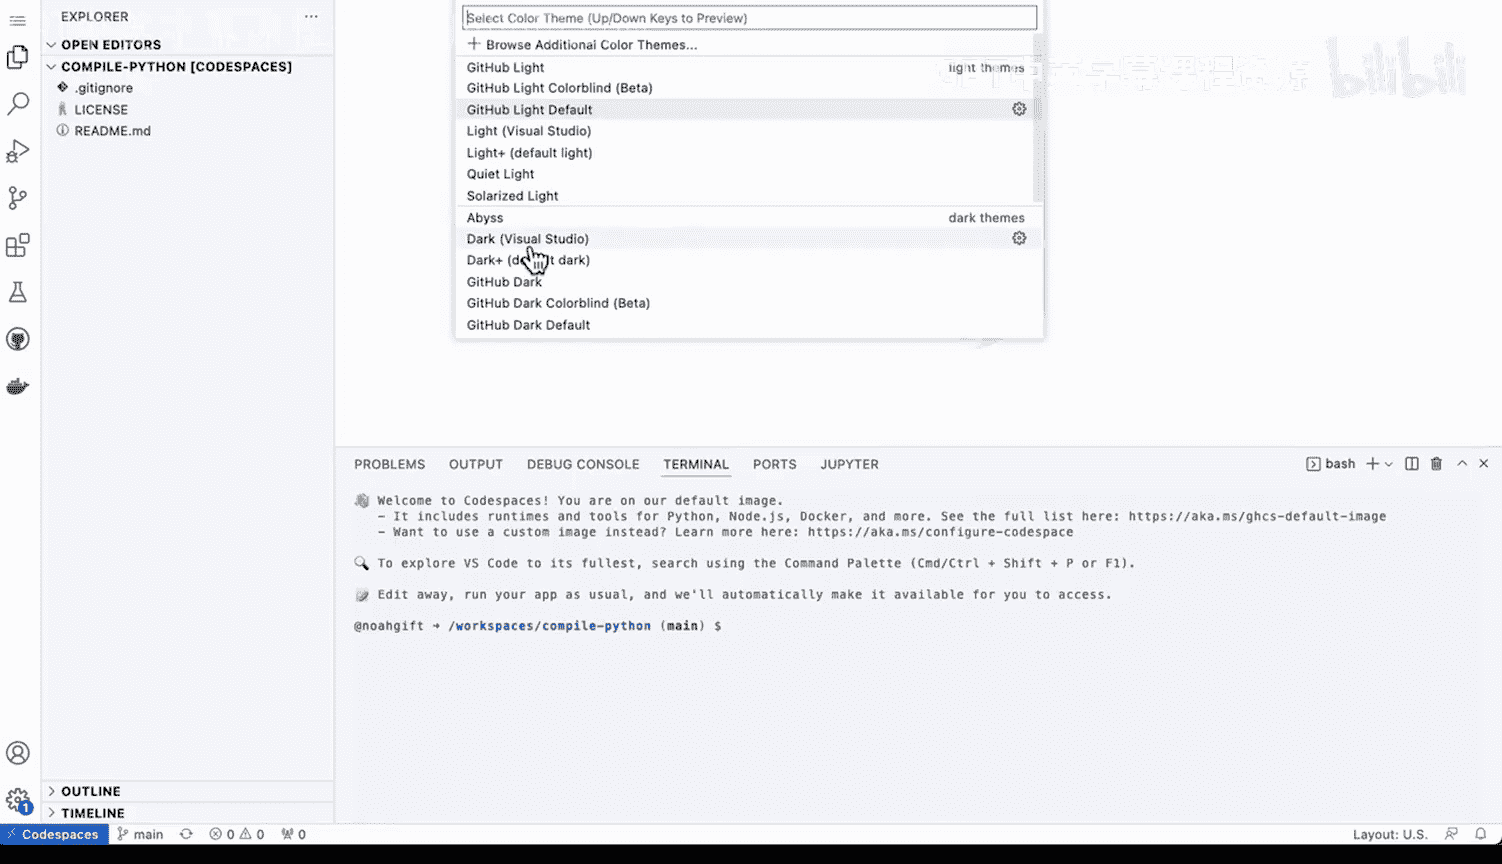 EXPLORER
OPEN EDITORS
COMPILE-PYTHON [CODESPACES]
.gitignore
LICENSE
README.md
OUTLINE
TIMELINE
Select Color Theme (Up/Down Keys to Preview)
Browse Additional Color Themes...
GitHub Light
light themes
GitHub Light Colorblind (Beta)
GitHub Light Default
Light (Visual Studio)
Light+ (default light)
Quiet Light
Solarized Light
Abyss
dark themes
Dark (Visual Studio)
Dark+ (default dark)
GitHub Dark
GitHub Dark Colorblind (Beta)
GitHub Dark Default
bilibili
PROBLEMS OUTPUT DEBUG CONSOLE TERMINAL PORTS JUPYTER
bash
Welcome to Codespaces! You are on our default image.
- It includes runtimes and tools for Python, Node.js, Docker, and more. See the full list here: https://aka.ms/ghcs-default-image
- Want to use a custom image instead? Learn more here: https://aka.ms/configure-codespace
To explore VS Code to its fullest, search using the Command Palette (Cmd/Ctrl + Shift + P or F1).
Edit away, run your app as usual, and we'll automatically make it available for you to access.
@noahgift → /workspaces/compile-python (main) $
1
Codespaces main 0 0 0
Layout: U.S.